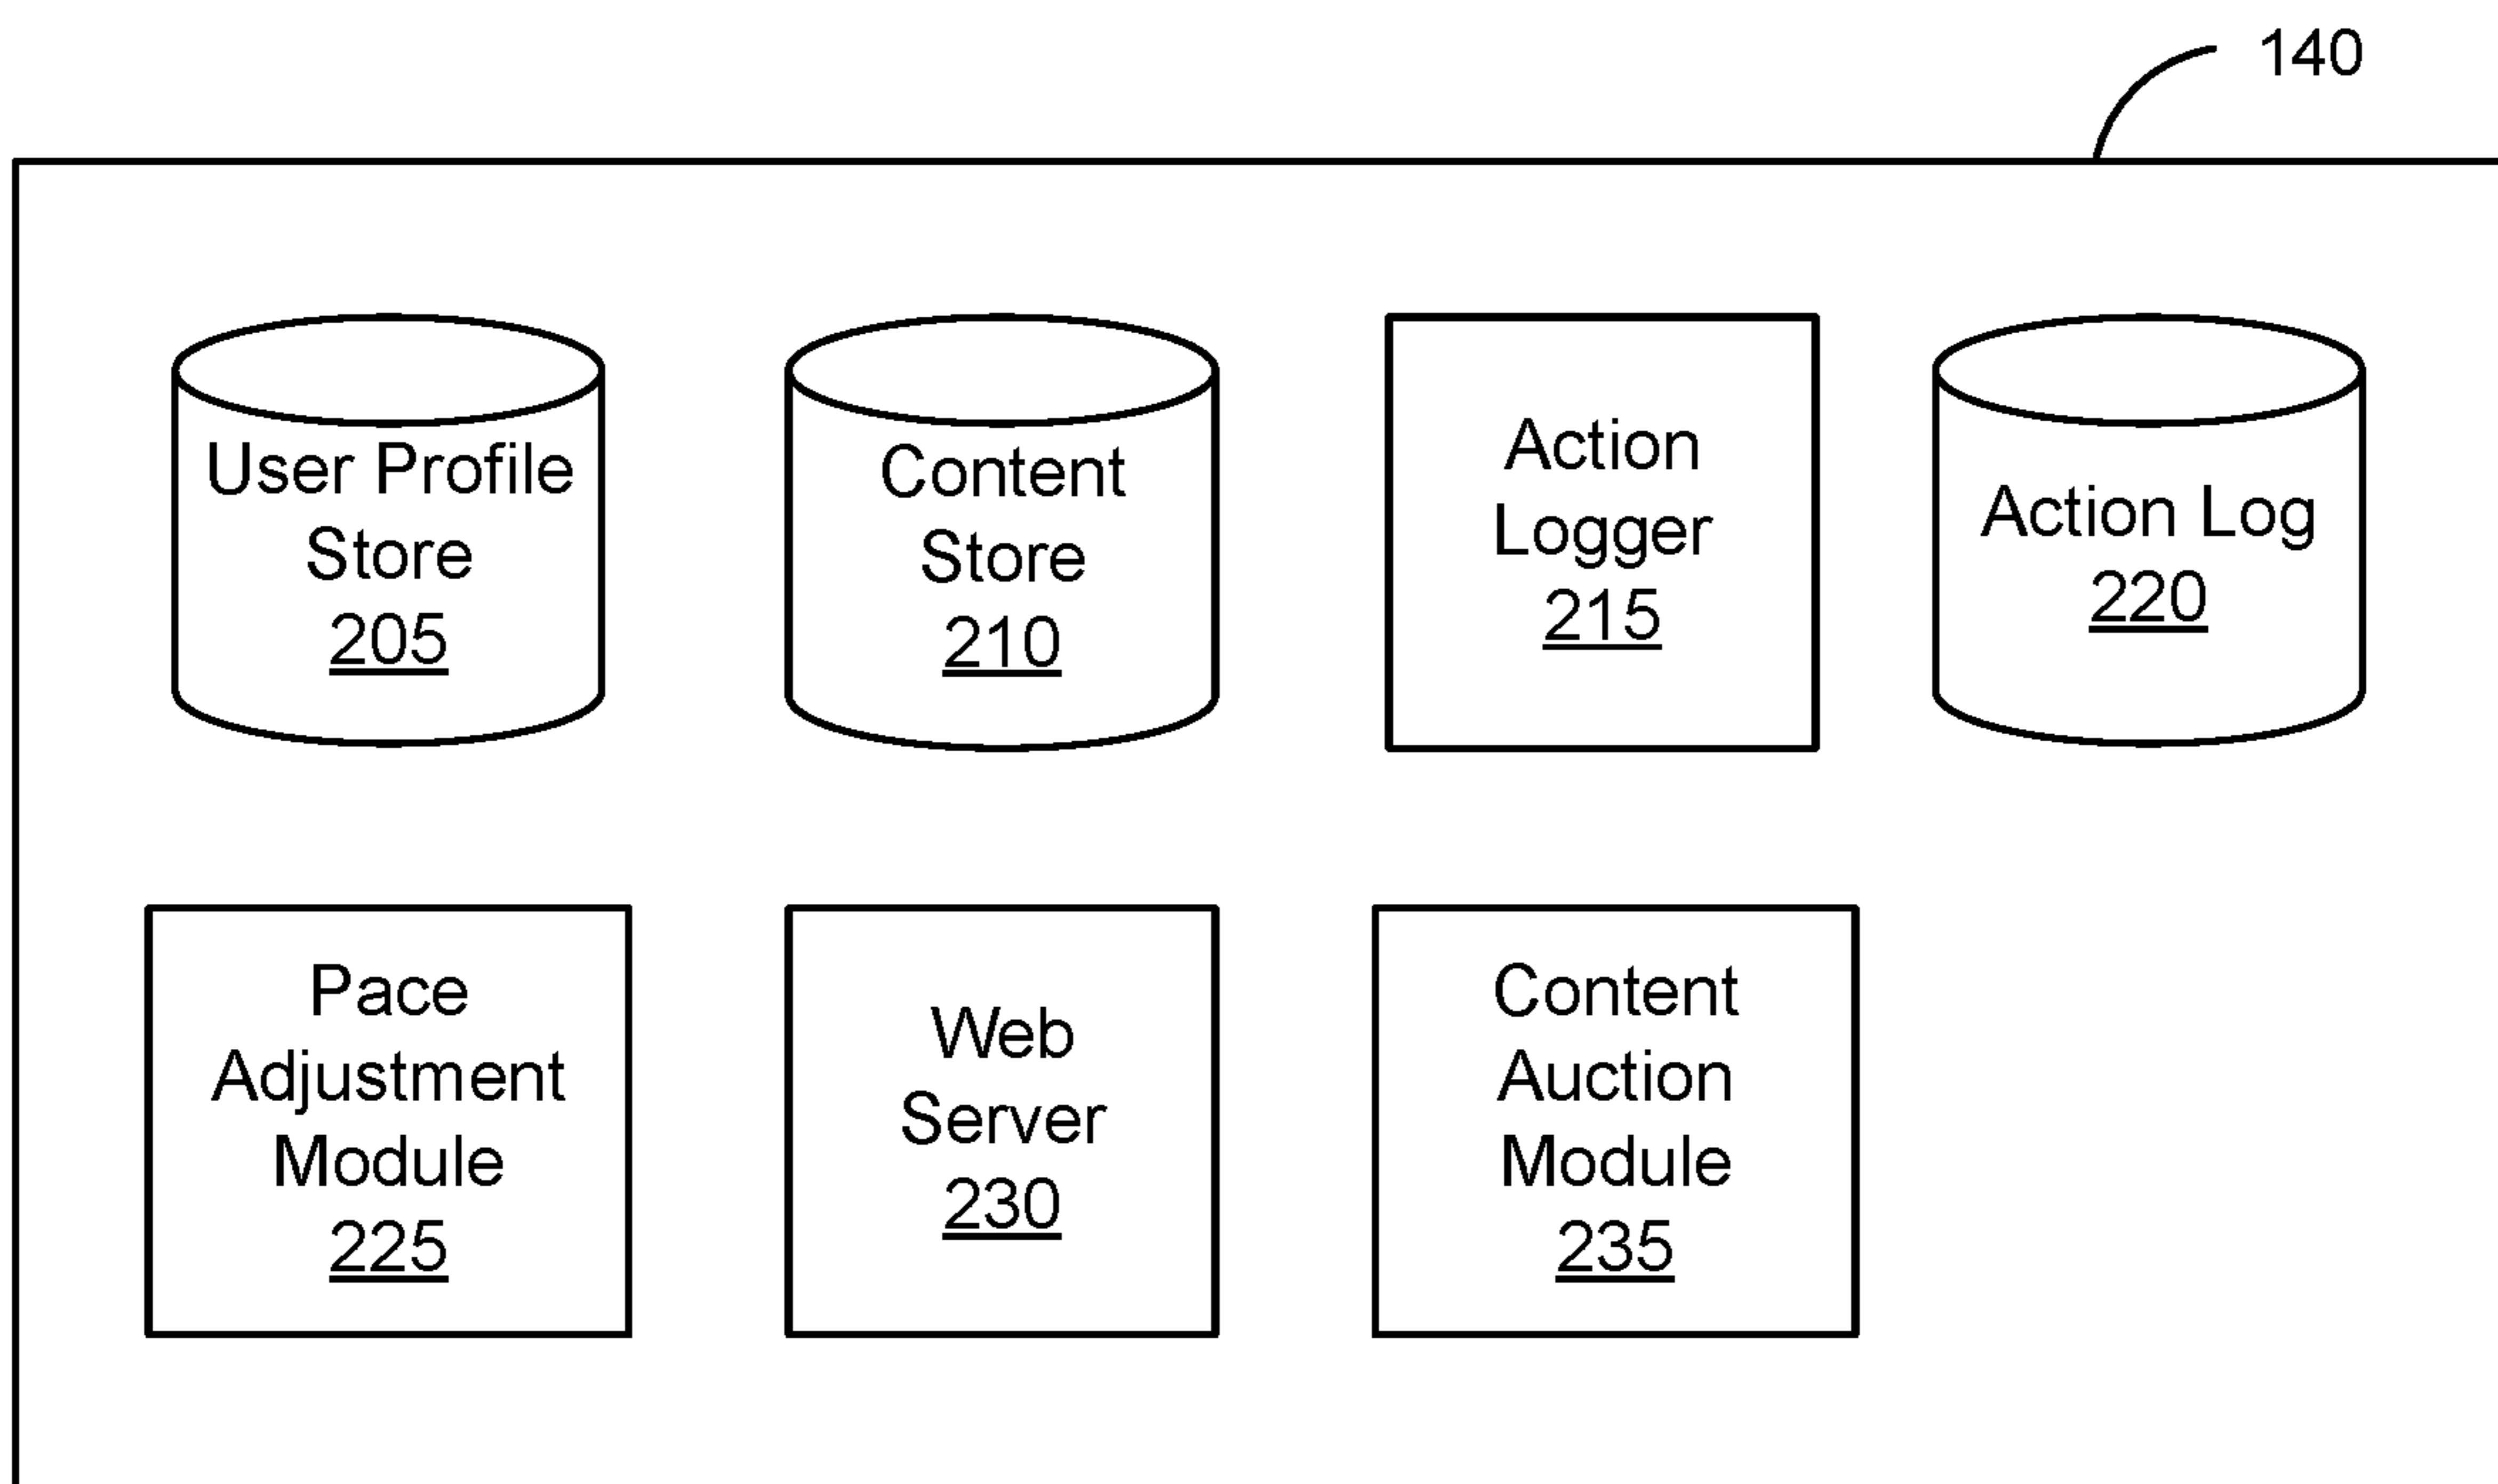 140
User Profile
Store
205
Content
Store
210
Action
Logger
215
Action Log
220
Pace
Adjustment
Module
225
Web
Server
230
Content
Auction
Module
235